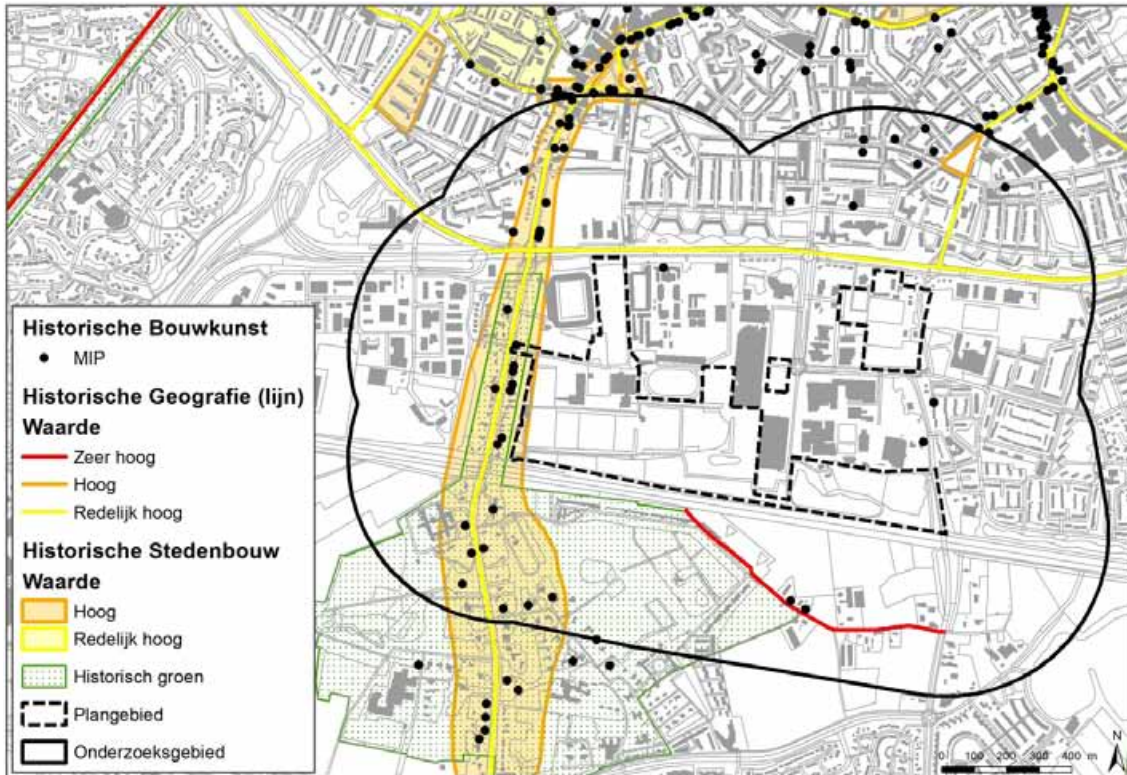 Historische Bouwkunst
MIP
Historische Geografie (lijn)
Waarde
Zeer hoog
Hoog
Redelijk hoog
Historische Stedenbouw
Waarde
Hoog
Redelijk hoog
Historisch groen
Plangebied
Onderzoeksgebied
N
0 100 200 300 400 m